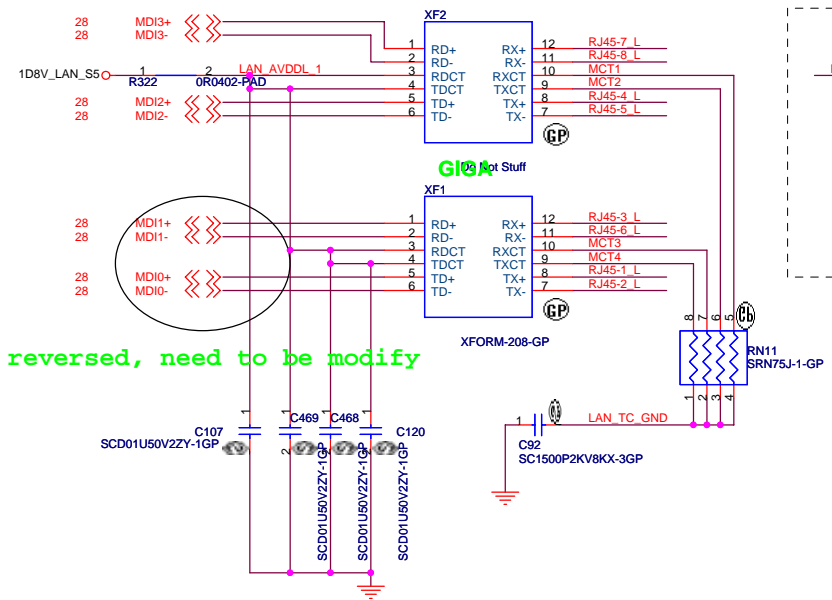 XF2
28 MDI3+ 1 RD+ RX+ 12 RJ45-7_L
28 MDI3- 2 RD- RX- 11 RJ45-8_L
1D8V_LAN_S5 1 2 LAN_AVDDL_1 3 RDCT RXCT 10 MCT1
R322 0R0402-PAD 4 TDCT TXCT 9 MCT2
28 MDI2+ 5 TD+ TX+ 8 RJ45-4_L
28 MDI2- 6 TD- TX- 7 RJ45-5_L
GP
GIGA
Do Not Stuff
XF1
28 MDI1+ 1 RD+ RX+ 12 RJ45-3_L
28 MDI1- 2 RD- RX- 11 RJ45-6_L
3 RDCT RXCT 10 MCT3
4 TDCT TXCT 9 MCT4
28 MDI0+ 5 TD+ TX+ 8 RJ45-1_L
28 MDI0- 6 TD- TX- 7 RJ45-2_L
GP
XFORM-208-GP
8 7 6 5
RN11
SRN75J-1-GP
1 2 3 4
reversed, need to be modify
1 1 1 1
C107 C469 C468 C120
SCD01U50V2ZY-1GP
2 2 2
SCD01U50V2ZY-1GP
SCD01U50V2ZY-1GP
SCD01U50V2ZY-1GP
1 LAN_TC_GND
C92
SC1500P2KV8KX-3GP